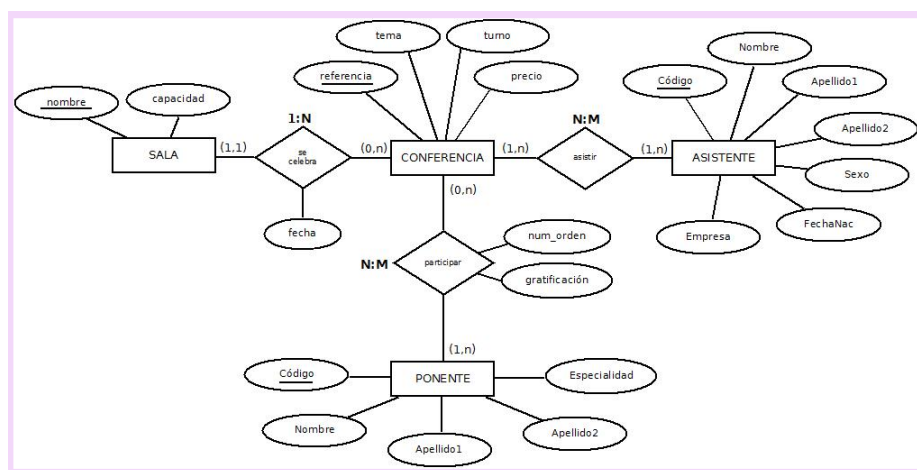 tema
turno
Nombre
referencia
precio
Código
Apellido1
nombre
capacidad
1:N
N:M
Apellido2
SALA
(1,1)
se
celebra
(0,n)
CONFERENCIA
(1,n)
asistir
(1,n)
ASISTENTE
Sexo
(0,n)
fecha
Empresa
FechaNac
num_orden
N:M
participar
gratificación
(1,n)
Código
PONENTE
Especialidad
Nombre
Apellido1
Apellido2